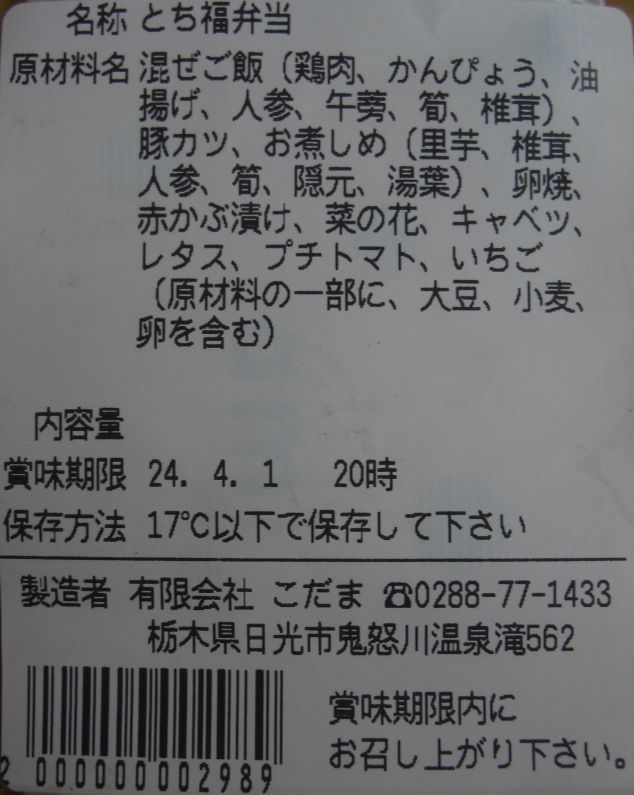 名称 とち福弁当
原材料名 混ぜご飯（鶏肉、かんぴょう、油
揚げ、人参、午蒡、筍、椎茸）、
豚カツ、お煮しめ（里芋、椎茸、
人参、筍、隠元、湯葉）、卵焼、
赤かぶ漬け、菜の花、キャベツ、
レタス、プチトマト、いちご
（原材料の一部に、大豆、小麦、
卵を含む）
内容量
賞味期限 24. 4. 1 20時
保存方法 17℃以下で保存して下さい
製造者 有限会社 こだま ☎0288-77-1433
栃木県日光市鬼怒川温泉滝562
賞味期限内に
お召し上がり下さい。
2 000000002989